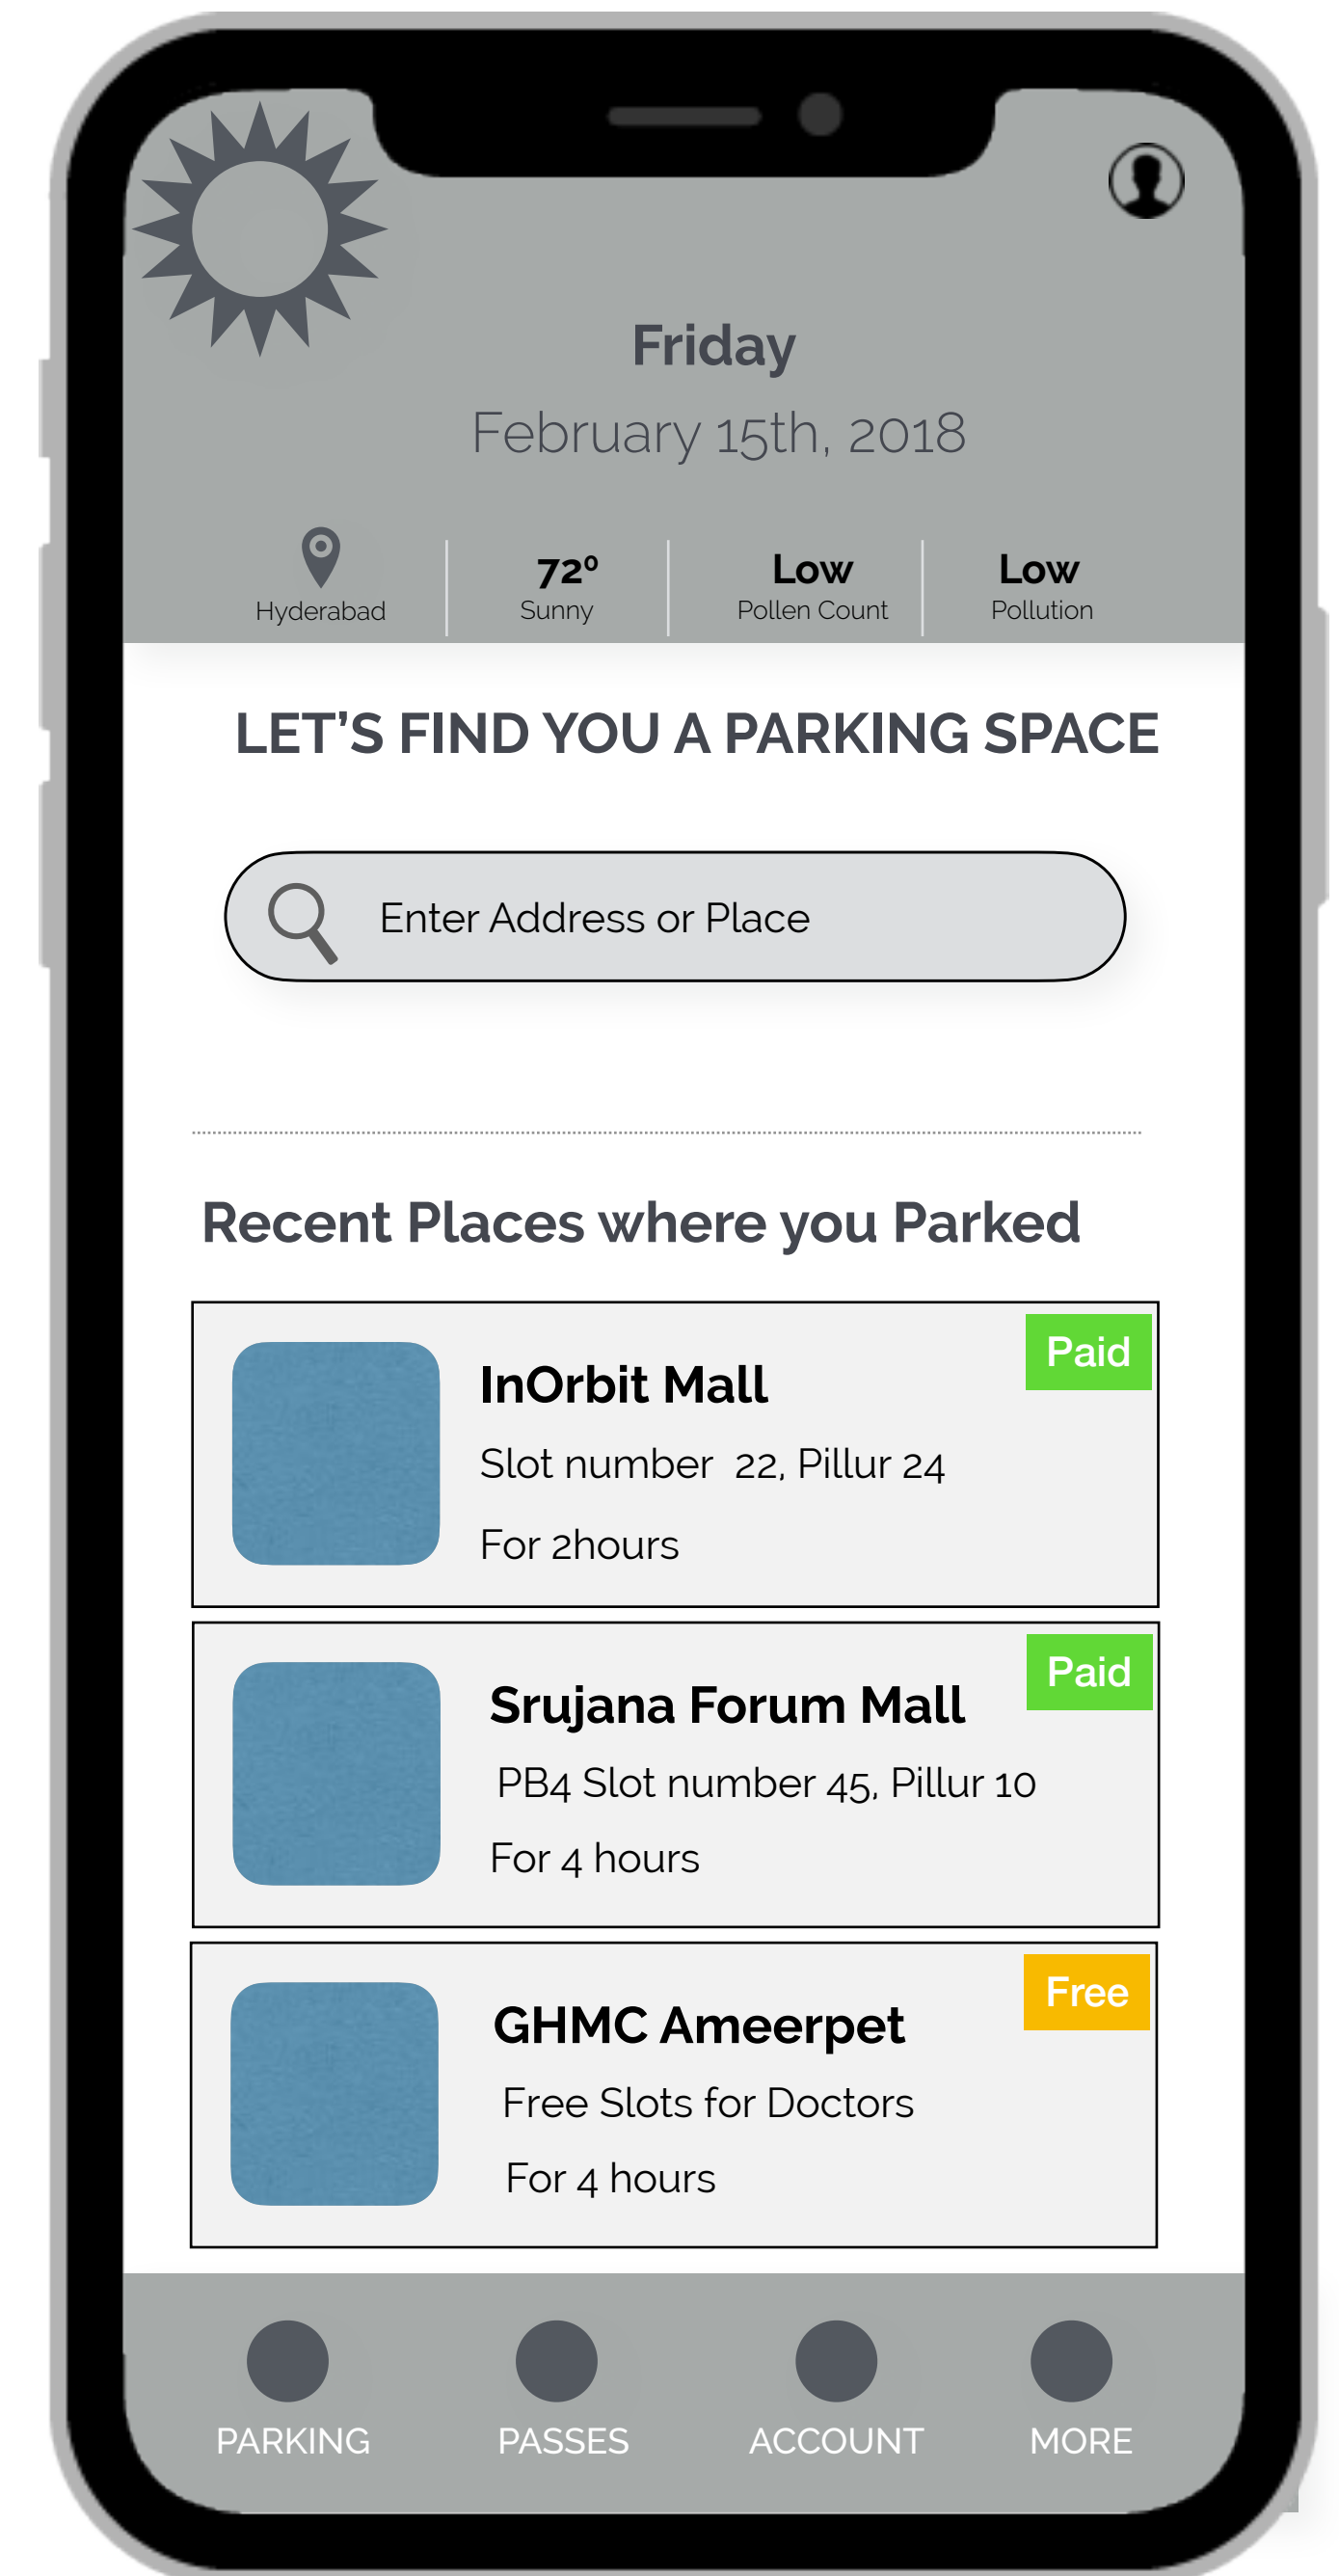 Friday
February 15th, 2018
Hyderabad
72º
Sunny
Low
Pollen Count
Low
Pollution
LET’S FIND YOU A PARKING SPACE
Enter Address or Place
Recent Places where you Parked
Paid
InOrbit Mall
Slot number  22, Pillur 24
For 2hours
Paid
Srujana Forum Mall
PB4 Slot number 45, Pillur 10
For 4 hours
Free
GHMC Ameerpet
Free Slots for Doctors
For 4 hours
PARKING
PASSES
ACCOUNT
MORE